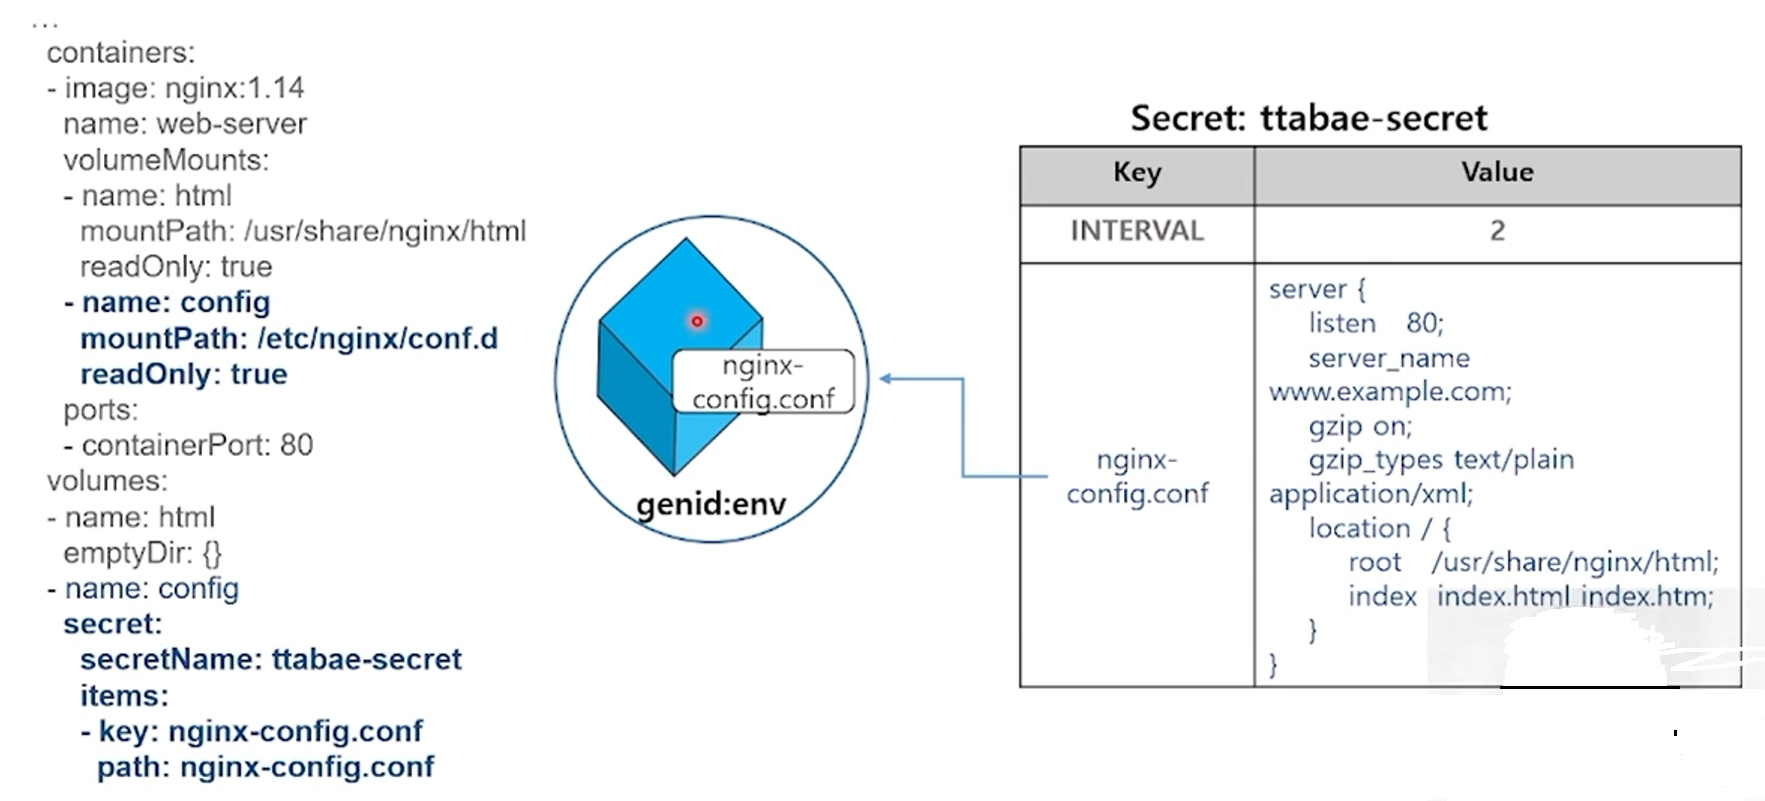 ...
containers:
- image: nginx:1.14
name: web-server
volumeMounts:
- name: html
mountPath: /usr/share/nginx/html
readOnly: true
- name: config
mountPath: /etc/nginx/conf.d
readOnly: true
ports:
- containerPort: 80
volumes:
- name: html
emptyDir: {}
- name: config
secret:
secretName: ttabae-secret
items:
- key: nginx-config.conf
path: nginx-config.conf
nginx-
config.conf
genid:env
Secret: ttabae-secret
Key Value
INTERVAL 2
nginx-
config.conf
server {
listen 80;
server_name
www.example.com;
gzip on;
gzip_types text/plain
application/xml;
location / {
root /usr/share/nginx/html;
index index.html index.htm;
}
}